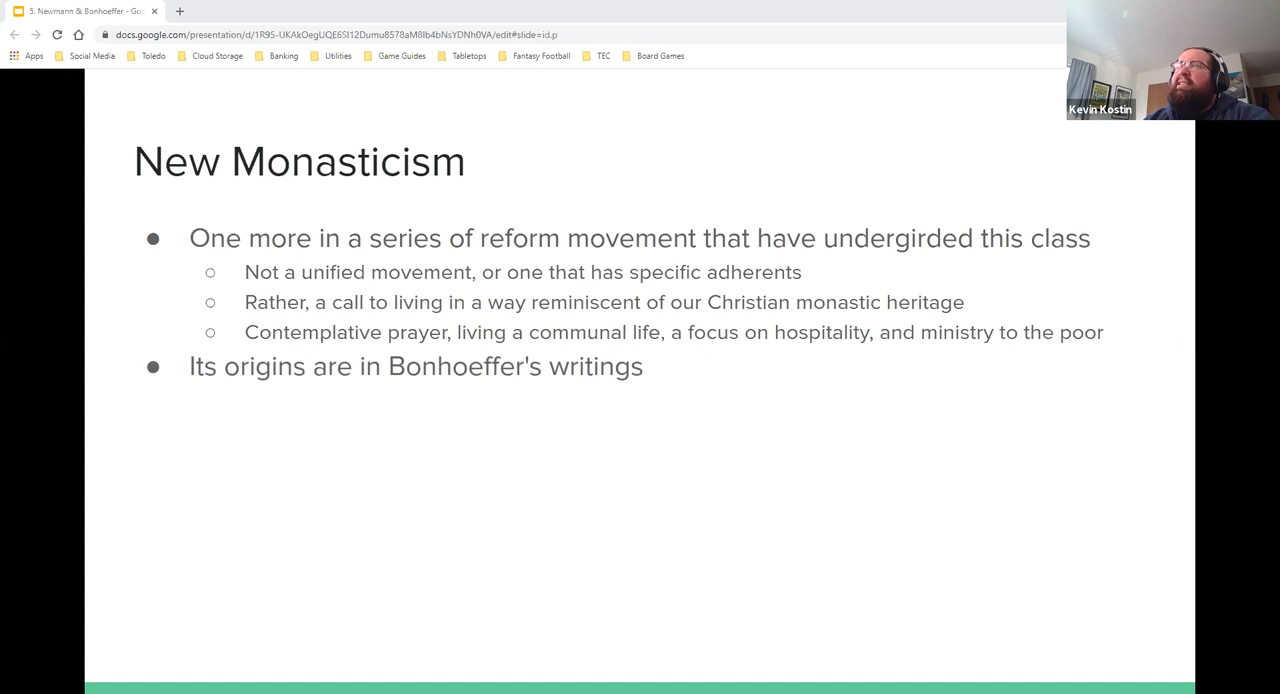 5. Newmann & Bonhoeffer - Goo
docs.google.com/presentation/d/1R95-UKAkOegUQE6SI12Dumu8578aM8Ib4bNsYDNh0VA/edit#slide=id.p
Apps Social Media Toledo Cloud Storage Banking Utilities Game Guides Tabletops Fantasy Football TEC Board Games
Kevin Kostin
New Monasticism
● One more in a series of reform movement that have undergirded this class
○ Not a unified movement, or one that has specific adherents
○ Rather, a call to living in a way reminiscent of our Christian monastic heritage
○ Contemplative prayer, living a communal life, a focus on hospitality, and ministry to the poor
● Its origins are in Bonhoeffer's writings